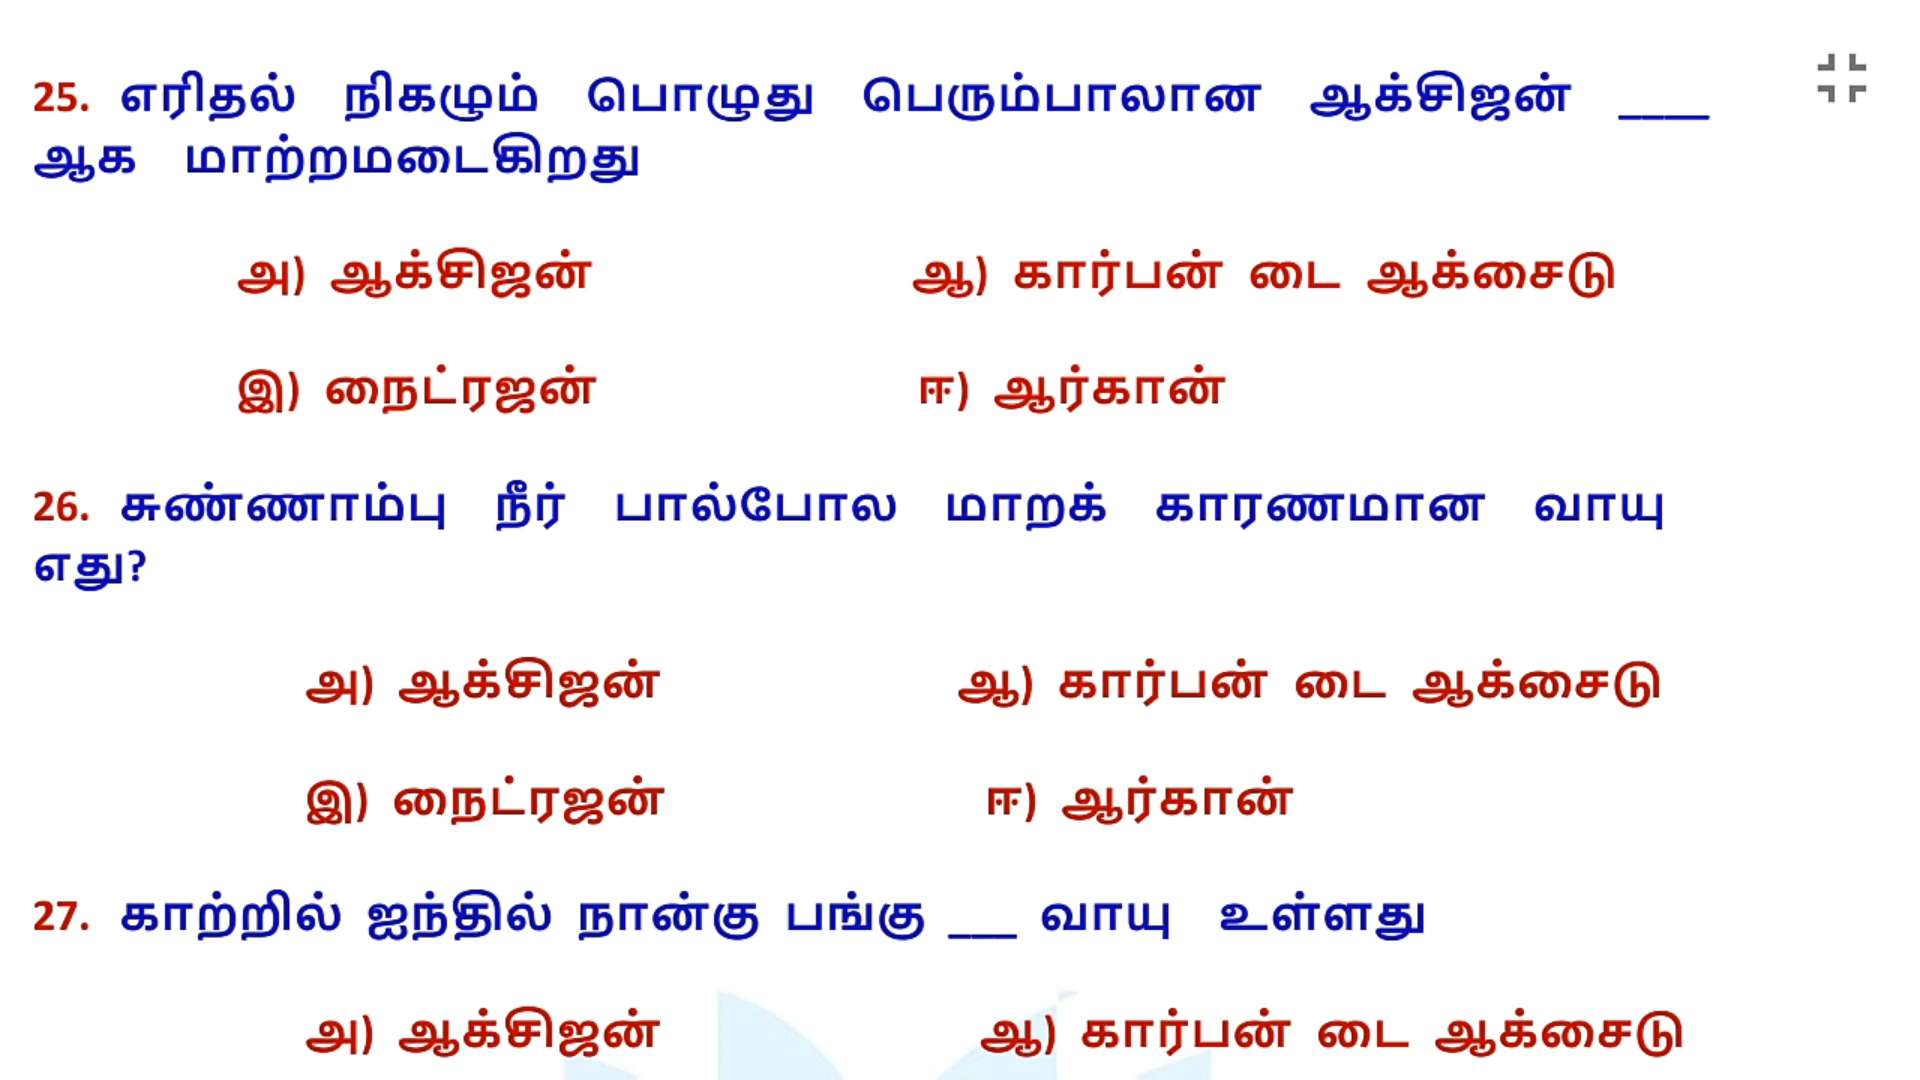 25. எரிதல் நிகழும் பொழுது பெரும்பாலான ஆக்சிஜன் ____
ஆக மாற்றமடைகிறது
அ) ஆக்சிஜன் ஆ) கார்பன் டை ஆக்சைடு
இ) நைட்ரஜன் ஈ) ஆர்கான்
26. சுண்ணாம்பு நீர் பால்போல மாறக் காரணமான வாயு
எது?
அ) ஆக்சிஜன் ஆ) கார்பன் டை ஆக்சைடு
இ) நைட்ரஜன் ஈ) ஆர்கான்
27. காற்றில் ஐந்தில் நான்கு பங்கு ___ வாயு உள்ளது
அ) ஆக்சிஜன் ஆ) கார்பன் டை ஆக்சைடு